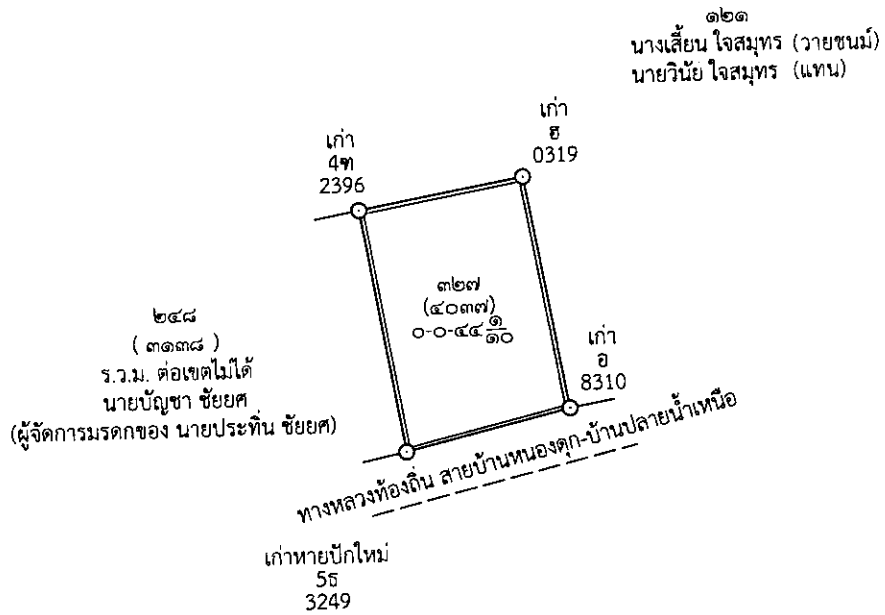 ๑๒๑
นางเสี้ยน ใจสมุทร (วายชนม์)
นายวินัย ใจสมุทร (แทน)
เก่า
ฮ
0319
เก่า
4ฑ
2396
๓๒๗
(๔๐๓๗)
๐-๐-๔๔ ๑/๑๐
๒๔๘
( ๓๑๓๘ )
ร.ว.ม. ต่อเขตไม่ได้
นายบัญชา ชัยยศ
(ผู้จัดการมรดกของ นายประทิ่น ชัยยศ)
เก่า
อ
8310
ทางหลวงท้องถิ่น สายบ้านหนองดุก-บ้านปลายน้ำเหนือ
เก่าหายปักใหม่
5ธ
3249